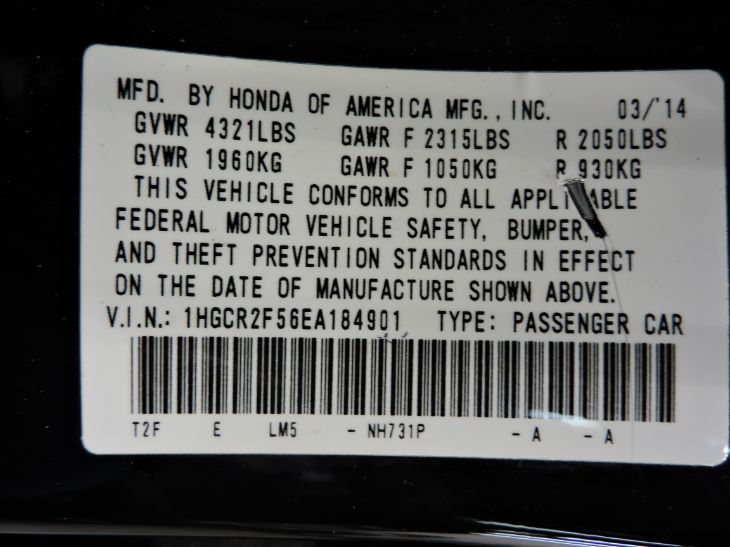 MFD. BY HONDA OF AMERICA MFG., INC. 03/'14
GVWR 4321LBS GAWR F 2315LBS R 2050LBS
GVWR 1960KG GAWR F 1050KG R 930KG
THIS VEHICLE CONFORMS TO ALL APPLICABLE
FEDERAL MOTOR VEHICLE SAFETY, BUMPER,
AND THEFT PREVENTION STANDARDS IN EFFECT
ON THE DATE OF MANUFACTURE SHOWN ABOVE.
V.I.N.: 1HGCR2F56EA184901 TYPE: PASSENGER CAR
T2F E LM5 - NH731P - A - A